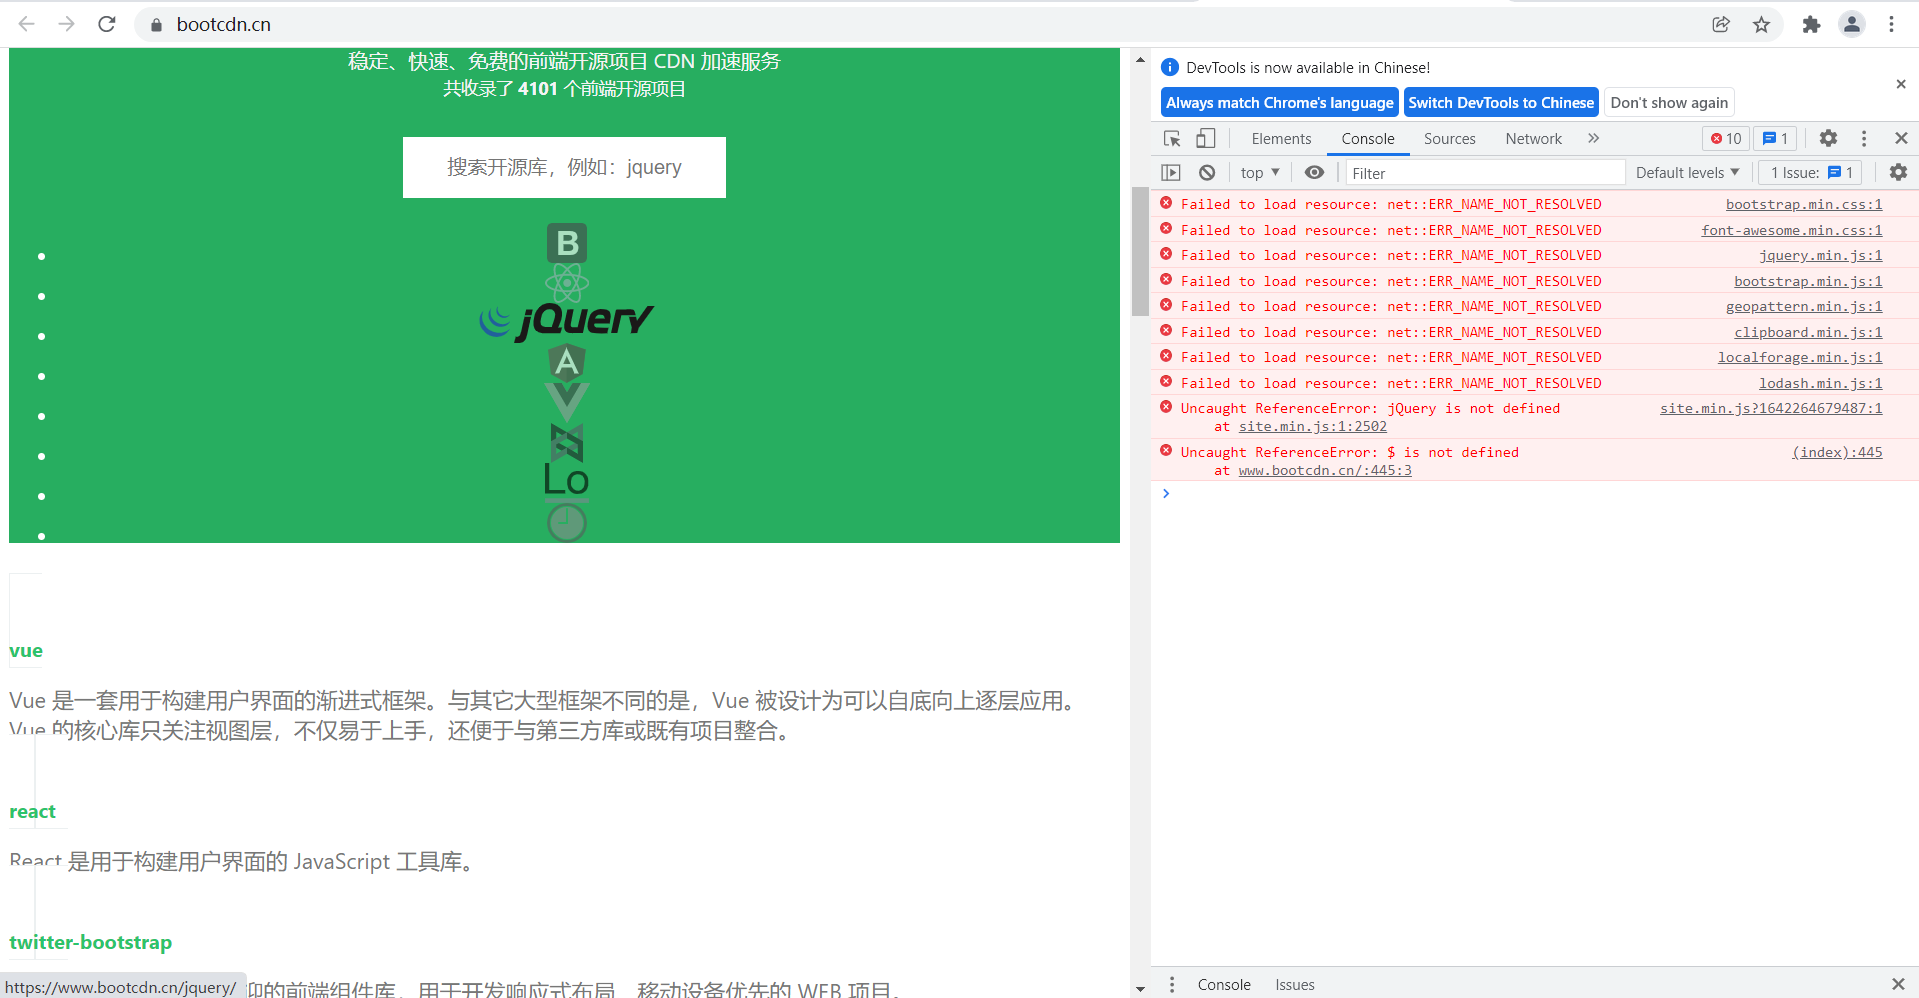 bootcdn.cn
稳定、快速、免费的前端开源项目 CDN 加速服务
共收录了 4101 个前端开源项目
搜索开源库，例如：jquery
B
jQuery
A
Lo
vue
Vue 是一套用于构建用户界面的渐进式框架。与其它大型框架不同的是，Vue 被设计为可以自底向上逐层应用。
Vue 的核心库只关注视图层，不仅易于上手，还便于与第三方库或既有项目整合。
react
React 是用于构建用户界面的 JavaScript 工具库。
twitter-bootstrap
的前端组件库，用于开发响应式布局、移动设备优先的 WEB 项目。
https://www.bootcdn.cn/jquery/
DevTools is now available in Chinese!
Always match Chrome's language Switch DevTools to Chinese Don't show again
Elements Console Sources Network » 10 1
top Filter Default levels 1 Issue: 1
Failed to load resource: net::ERR_NAME_NOT_RESOLVED bootstrap.min.css:1
Failed to load resource: net::ERR_NAME_NOT_RESOLVED font-awesome.min.css:1
Failed to load resource: net::ERR_NAME_NOT_RESOLVED jquery.min.js:1
Failed to load resource: net::ERR_NAME_NOT_RESOLVED bootstrap.min.js:1
Failed to load resource: net::ERR_NAME_NOT_RESOLVED geopattern.min.js:1
Failed to load resource: net::ERR_NAME_NOT_RESOLVED clipboard.min.js:1
Failed to load resource: net::ERR_NAME_NOT_RESOLVED localforage.min.js:1
Failed to load resource: net::ERR_NAME_NOT_RESOLVED lodash.min.js:1
Uncaught ReferenceError: jQuery is not defined site.min.js?1642264679487:1
at site.min.js:1:2502
Uncaught ReferenceError: $ is not defined (index):445
at www.bootcdn.cn/:445:3
Console Issues